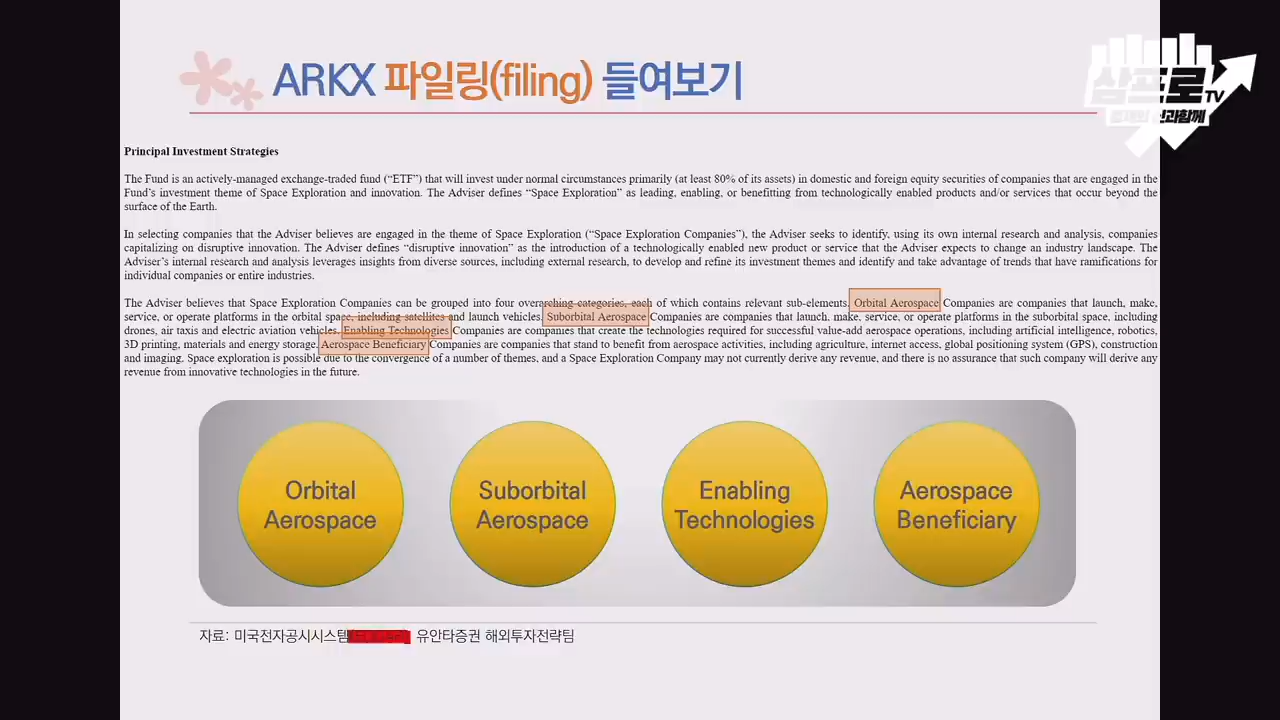 ARKX 파일링(filing) 들여보기
삼프로TV
Principal Investment Strategies
The Fund is an actively-managed exchange-traded fund (“ETF”) that will invest under normal circumstances primarily (at least 80% of its assets) in domestic and foreign equity securities of companies that are engaged in the
Fund’s investment theme of Space Exploration and innovation. The Adviser defines “Space Exploration” as leading, enabling, or benefitting from technologically enabled products and/or services that occur beyond the
surface of the Earth.
In selecting companies that the Adviser believes are engaged in the theme of Space Exploration (“Space Exploration Companies”), the Adviser seeks to identify, using its own internal research and analysis, companies
capitalizing on disruptive innovation. The Adviser defines “disruptive innovation” as the introduction of a technologically enabled new product or service that the Adviser expects to change an industry landscape. The
Adviser’s internal research and analysis leverages insights from diverse sources, including external research, to develop and refine its investment themes and identify and take advantage of trends that have ramifications for
individual companies or entire industries.
The Adviser believes that Space Exploration Companies can be grouped into four overarching categories, each of which contains relevant sub-elements. Orbital Aerospace Companies are companies that launch, make,
service, or operate platforms in the orbital space, including satellites and launch vehicles. Suborbital Aerospace Companies are companies that launch, make, service, or operate platforms in the suborbital space, including
drones, air taxis and electric aviation vehicles. Enabling Technologies Companies are companies that create the technologies required for successful value-add aerospace operations, including artificial intelligence, robotics,
3D printing, materials and energy storage. Aerospace Beneficiary Companies are companies that stand to benefit from aerospace activities, including agriculture, internet access, global positioning system (GPS), construction
and imaging. Space exploration is possible due to the convergence of a number of themes, and a Space Exploration Company may not currently derive any revenue, and there is no assurance that such company will derive any
revenue from innovative technologies in the future.
Orbital
Aerospace
Suborbital
Aerospace
Enabling
Technologies
Aerospace
Beneficiary
자료: 미국전자공시시스템 유안타증권 해외투자전략팀